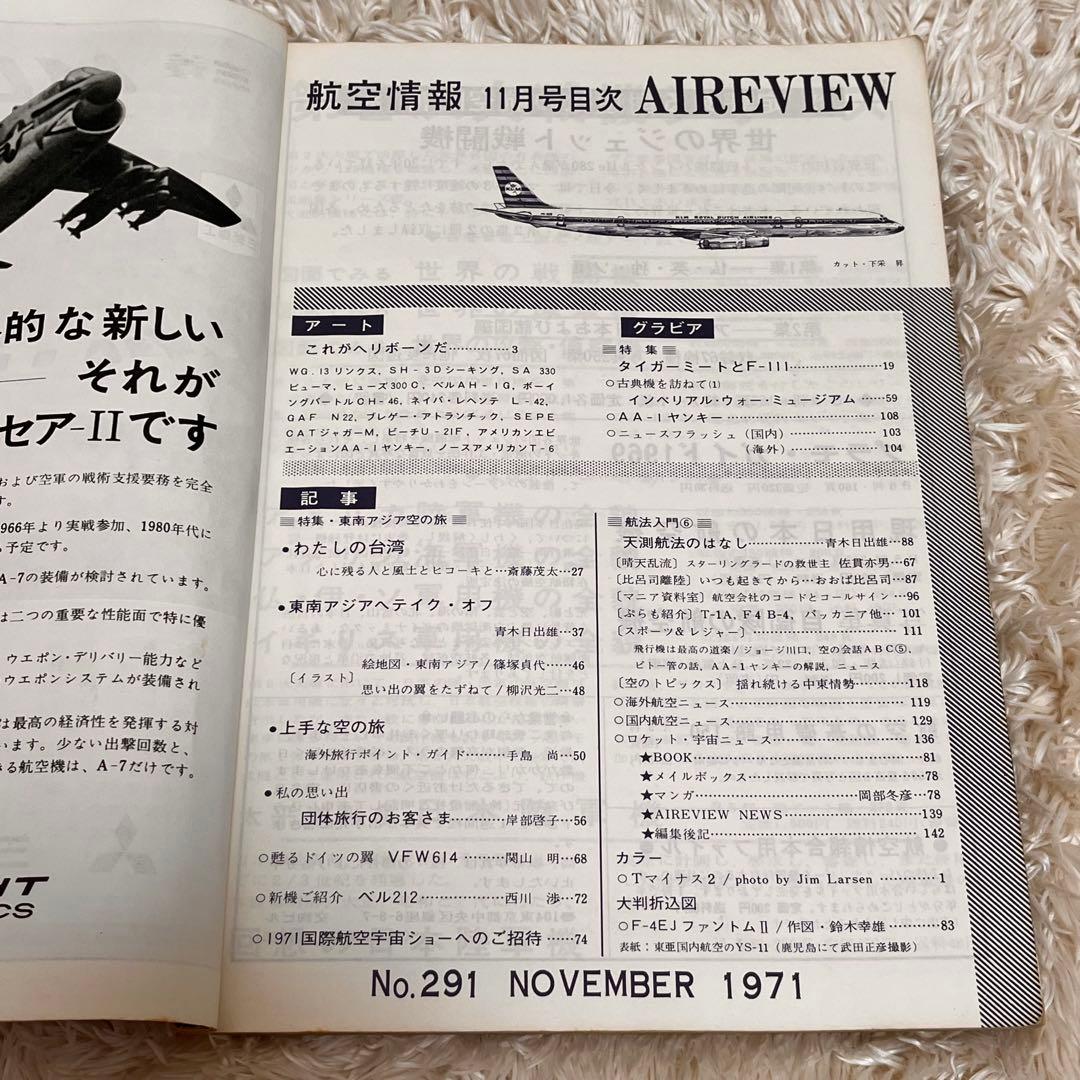 的な新しい
それが
セア-IIです
および空軍の戦術支援要務を完全
す。
966年より実戦参加、1980年代に
る予定です。
A-7の装備が検討されています。
は二つの重要な性能面で特に優
ウエポン・デリバリー能力など
ウエポンシステムが装備され
は最高の経済性を発揮する対
います。少ない出撃回数と、
きる航空機は、A-7だけです。
航空情報 11月号目次 AIREVIEW
KLM ROYAL DUTCH AIRLINES
カット・下栄 昇
アート
これがヘリボーンだ……………3
WG.13リンクス, SH-3Dシーキング, SA 330
ピューマ, ヒューズ300C, ベルAH-1G, ボーイ
ングバートルCH-46, ネイバ・レヘンテ L-42,
GAF N22, ブレゲー・アトランチック, SEPE
CATジャガーM, ビーチU-21F, アメリカンエビ
エーションAA-1ヤンキー, ノースアメリカンT-6
グラビア
特集
タイガーミートとF-111……………19
○古典機を訪ねて(1)
インペリアル・ウォー・ミュージアム……59
○AA-1ヤンキー……………108
○ニュースフラッシュ(国内)……………103
(海外)……………104
記事
特集・東南アジア空の旅
●わたしの台湾
心に残る人と風土とヒコーキと…斎藤茂太…27
●東南アジアへテイク・オフ
青木日出雄…37
〔イラスト〕
絵地図・東南アジア/篠塚貞代……46
思い出の翼をたずねて/柳沢光二…48
●上手な空の旅
海外旅行ポイント・ガイド………手島 尚…50
●私の思い出
団体旅行のお客さま…………岸部啓子…56
○甦るドイツの翼 VFW614………関山 明…68
○新機ご紹介 ベル212……………西川 渉…72
○1971国際航空宇宙ショーへのご招待……74
航法入門⑥
天測航法のはなし……………青木日出雄…88
〔晴天乱流〕スターリングラードの救世主 佐貫亦男…67
〔比呂司離陸〕いつも起きてから…おおば比呂司…87
〔マニア資料室〕航空会社のコードとコールサイン…96
〔ぷらも紹介〕T-1A, F4B-4, バッカニア他…101
〔スポーツ&レジャー〕……………111
飛行機は最高の道楽/ジョージ川口, 空の会話ABC⑤,
ピトー管の話, AA-1ヤンキーの解説, ニュース
〔空のトピックス〕揺れ続ける中東情勢………118
○海外航空ニュース……………119
○国内航空ニュース……………129
○ロケット・宇宙ニュース……………136
★BOOK……………81
★メイルボックス……………78
★マンガ……………岡部冬彦…78
★AIREVIEW NEWS……………139
★編集後記……………142
カラー
○Tマイナス2/photo by Jim Larsen………1
大判折込図
○F-4EJファントムII/作図・鈴木幸雄………83
表紙:東亜国内航空のYS-11(鹿児島にて武田正彦撮影)
No.291 NOVEMBER 1971